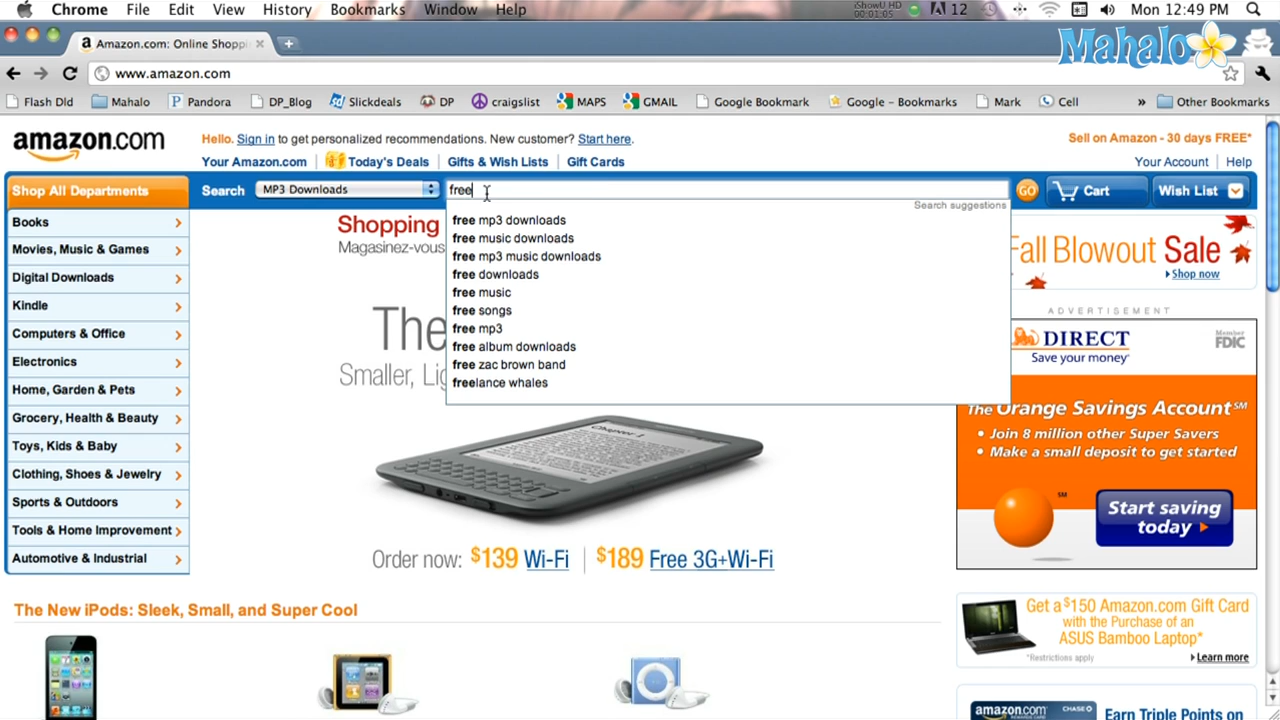 Chrome File Edit View History Bookmarks Window Help iShowU HD 00:01:05 12 Mon 12:49 PM
Amazon.com: Online Shoppi
Mahalo
www.amazon.com
Flash Dld Mahalo Pandora DP_Blog Slickdeals DP craigslist MAPS GMAIL Google Bookmark Google – Bookmarks Mark Cell » Other Bookmarks
amazon.com
Hello. Sign in to get personalized recommendations. New customer? Start here.
Sell on Amazon - 30 days FREE*
Your Amazon.com Today's Deals Gifts & Wish Lists Gift Cards
Your Account Help
Shop All Departments
Search MP3 Downloads free GO Cart Wish List
Search suggestions
free mp3 downloads
free music downloads
free mp3 music downloads
free downloads
free music
free songs
free mp3
free album downloads
free zac brown band
freelance whales
Books
Movies, Music & Games
Digital Downloads
Kindle
Computers & Office
Electronics
Home, Garden & Pets
Grocery, Health & Beauty
Toys, Kids & Baby
Clothing, Shoes & Jewelry
Sports & Outdoors
Tools & Home Improvement
Automotive & Industrial
Shopping
Magasinez-vous
The
Smaller, Lig
Chapter 1
Order now: $139 Wi-Fi $189 Free 3G+Wi-Fi
Fall Blowout Sale
Shop now
ADVERTISEMENT
ING DIRECT
Save your money®
Member
FDIC
The Orange Savings Account℠
• Join 8 million other Super Savers
• Make a small deposit to get started
SM
Start saving
today
The New iPods: Sleek, Small, and Super Cool
Get a $150 Amazon.com Gift Card
with the Purchase of an
ASUS Bamboo Laptop*
*Restrictions apply
Learn more
amazon.com CHASE
Earn Triple Points on